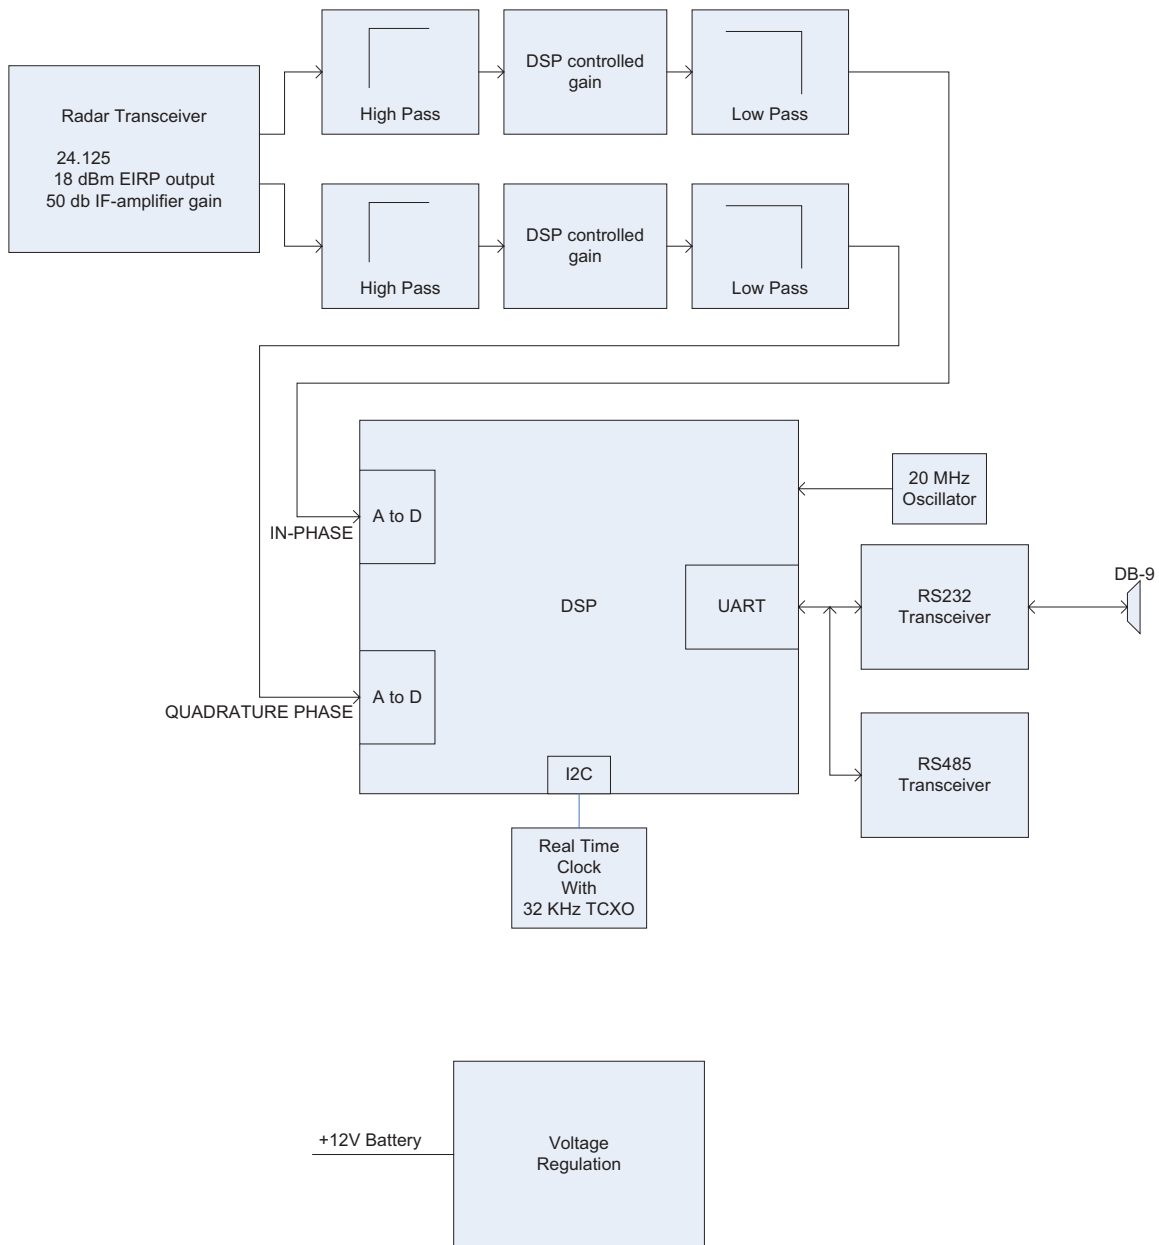 Radar Transceiver
24.125
18 dBm EIRP output
50 db IF-amplifier gain
High Pass
DSP controlled
gain
Low Pass
High Pass
DSP controlled
gain
Low Pass
A to D
IN-PHASE
DSP
UART
20 MHz
Oscillator
RS232
Transceiver
DB-9
A to D
QUADRATURE PHASE
RS485
Transceiver
I2C
Real Time
Clock
With
32 KHz TCXO
+12V Battery
Voltage
Regulation